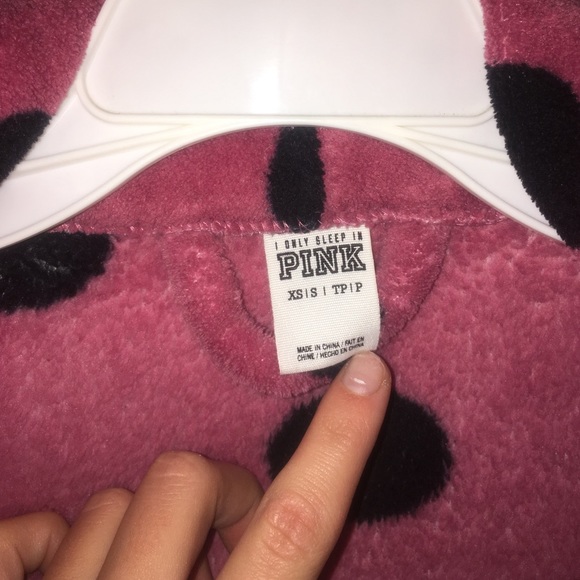 I ONLY SLEEP IN
PINK
XS|S | TP|P
MADE IN CHINA / FAIT EN
CHINE / HECHO EN CHINA